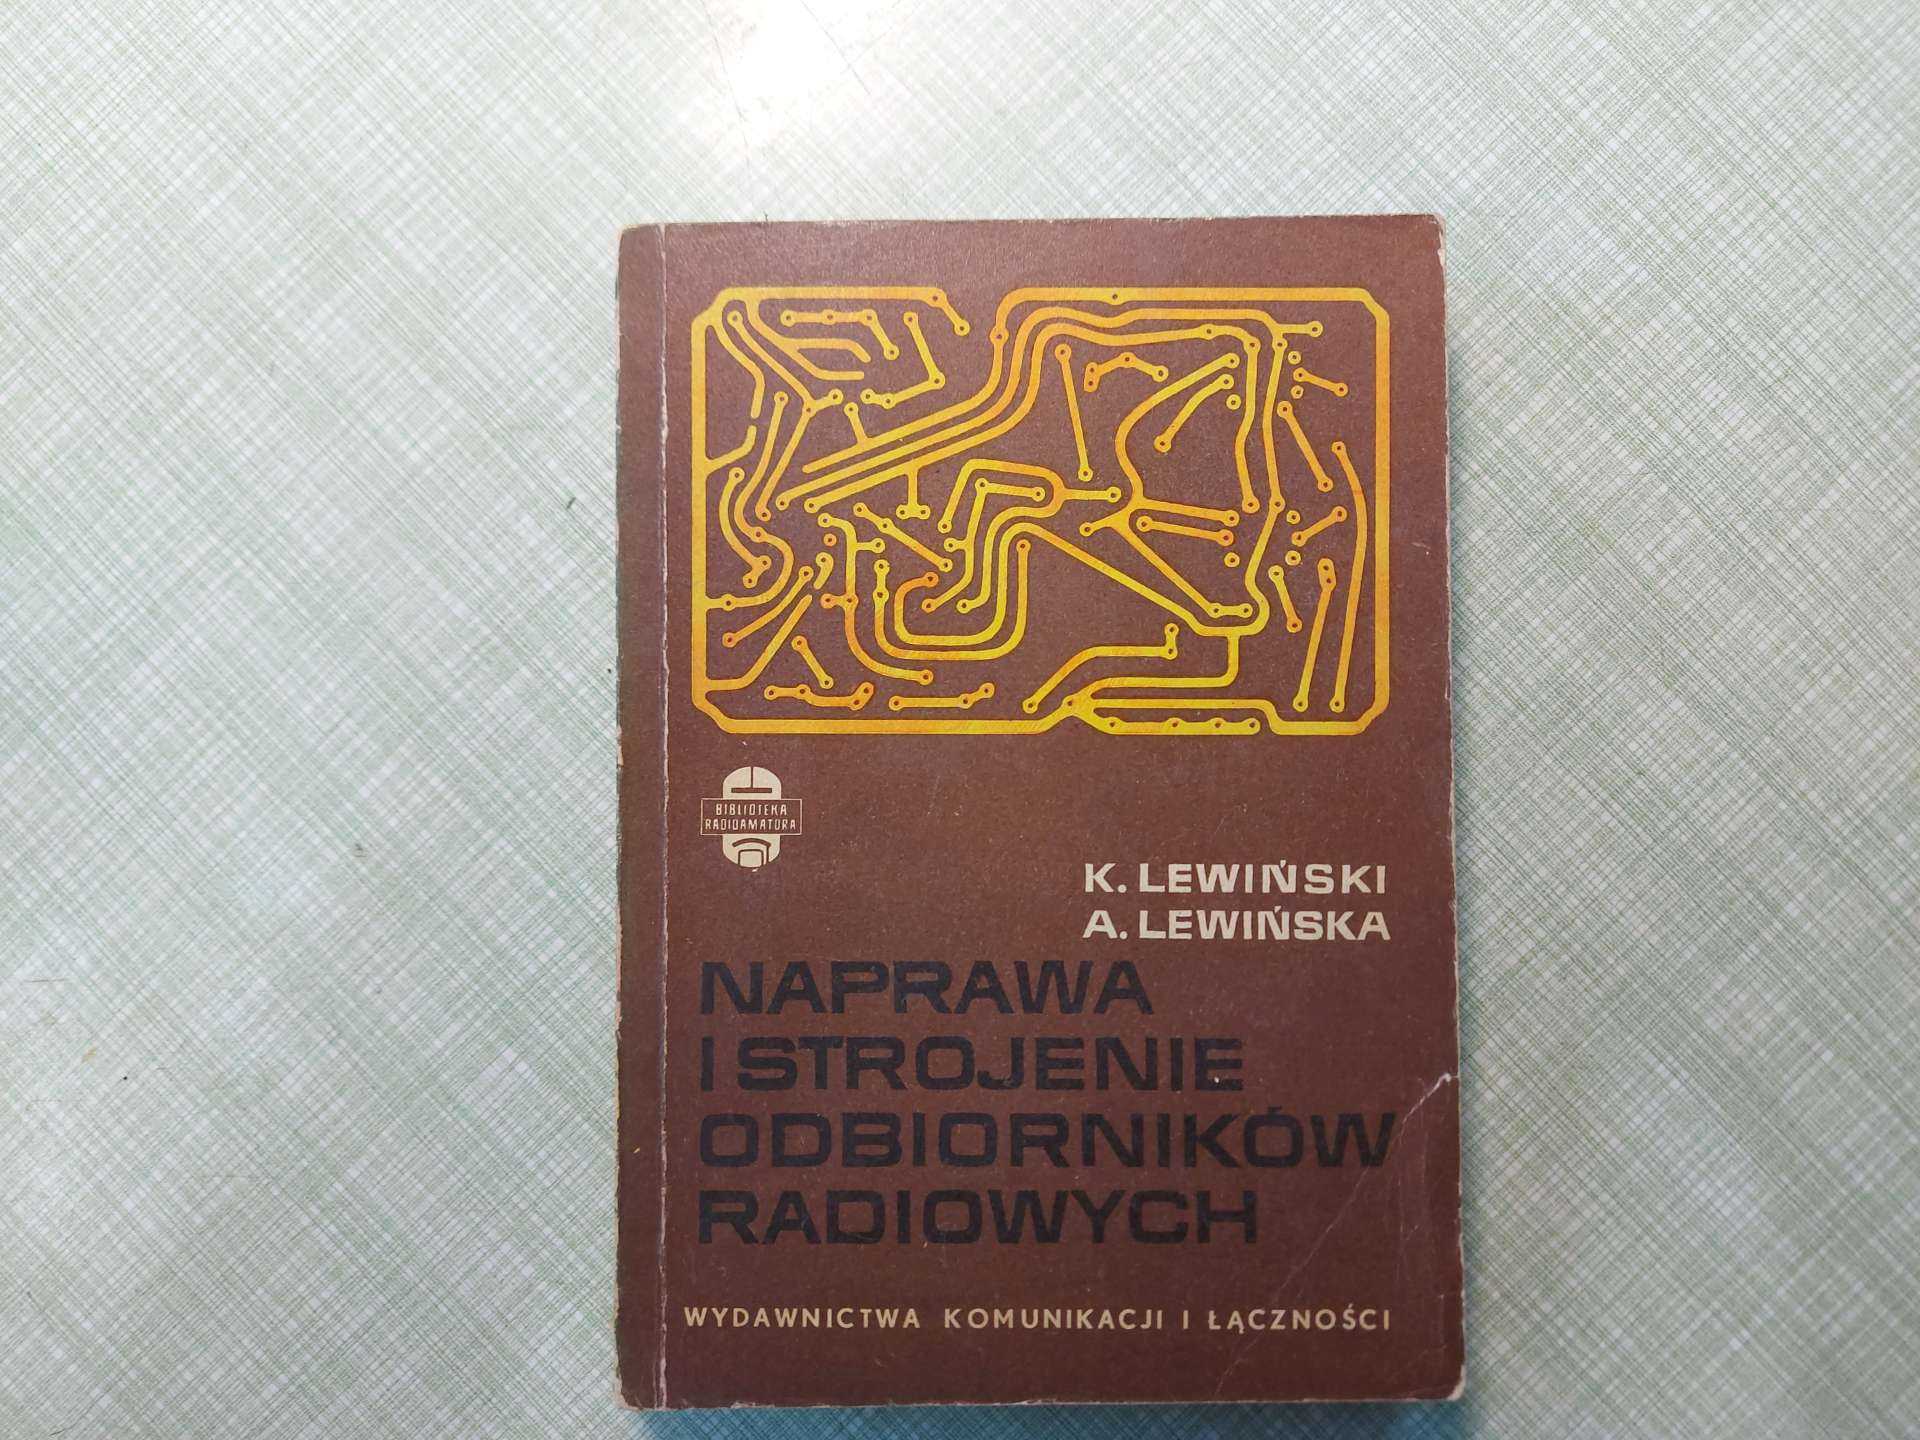 BIBLIOTEKA
RADIOAMATORA
K. LEWIŃSKI
A. LEWIŃSKA
NAPRAWA
I STROJENIE
ODBIORNIKÓW
RADIOWYCH
WYDAWNICTWA KOMUNIKACJI I ŁĄCZNOŚCI